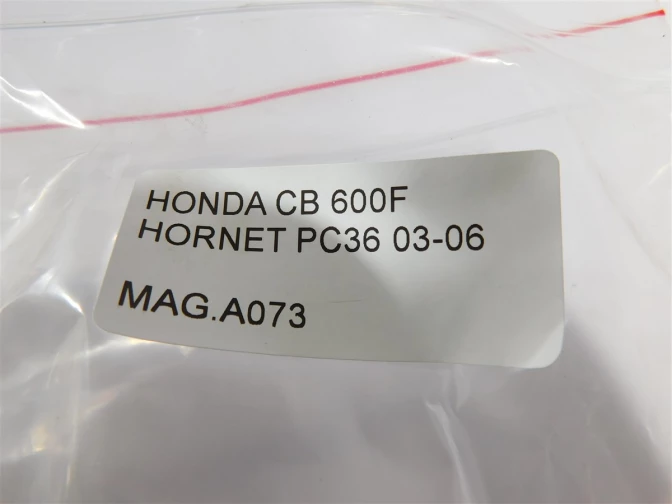 HONDA CB 600F
HORNET PC36 03-06
MAG.A073